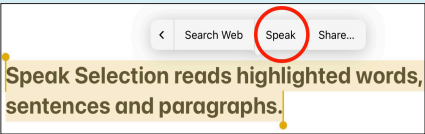 Search Web Speak Share...
Speak Selection reads highlighted words,
sentences and paragraphs.